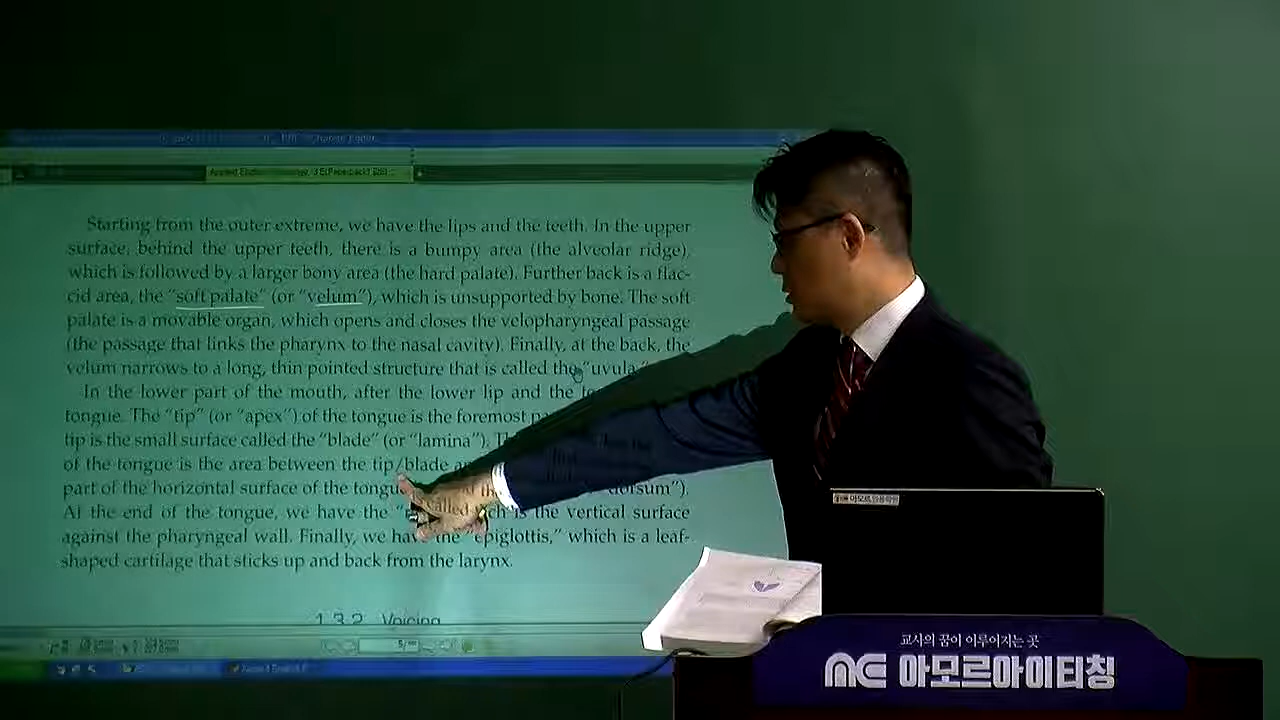 Starting from the outer extreme, we have the lips and the teeth. In the upper
surface, behind the upper teeth, there is a bumpy area (the alveolar ridge),
which is followed by a larger bony area (the hard palate). Further back is a flac-
cid area, the “soft palate” (or “velum”), which is unsupported by bone. The soft
palate is a movable organ, which opens and closes the velopharyngeal passage
(the passage that links the pharynx to the nasal cavity). Finally, at the back, the
velum narrows to a long, thin pointed structure that is called the “uvula.”
In the lower part of the mouth, after the lower lip and the
tongue. The “tip” (or “apex”) of the tongue is the foremost
tip is the small surface called the “blade” (or “lamina”).
of the tongue is the area between the tip/blade
part of the horizontal surface of the dorsum”).
At the end of the tongue, we have the called is the vertical surface
against the pharyngeal wall. Finally, we have the “epiglottis,” which is a leaf-
shaped cartilage that sticks up and back from the larynx.
1.3.2 Voicing
교사의 꿈이 이루어지는 곳
아모르아이티칭